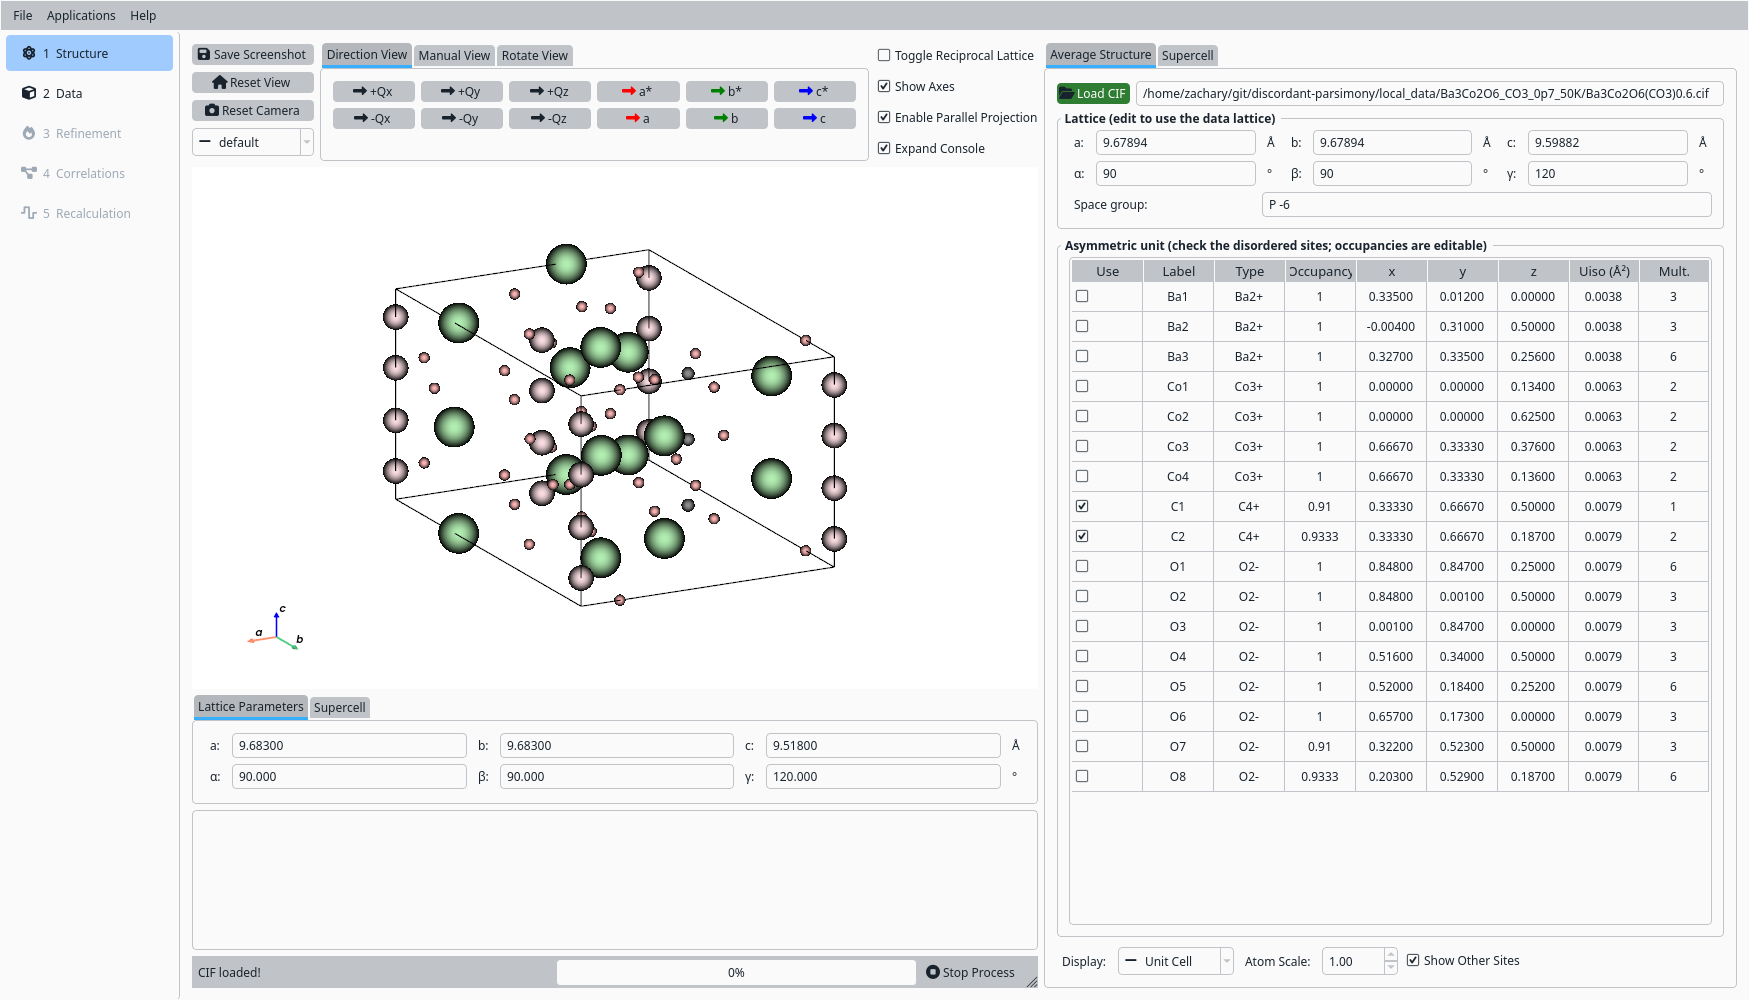 File Applications Help
1 Structure
2 Data
3 Refinement
4 Correlations
5 Recalculation
Save Screenshot
Reset View
Reset Camera
default
Direction View Manual View Rotate View
+Qx +Qy +Qz a* b* c*
-Qx -Qy -Qz a b c
Toggle Reciprocal Lattice
Show Axes
Enable Parallel Projection
Expand Console
c
a
b
Lattice Parameters Supercell
a: 9.68300 b: 9.68300 c: 9.51800 Å
α: 90.000 β: 90.000 γ: 120.000 °
CIF loaded! 0% Stop Process
Average Structure Supercell
Load CIF /home/zachary/git/discordant-parsimony/local_data/Ba3Co2O6_CO3_0p7_50K/Ba3Co2O6(CO3)0.6.cif
Lattice (edit to use the data lattice)
a: 9.67894 Å b: 9.67894 Å c: 9.59882 Å
α: 90 ° β: 90 ° γ: 120 °
Space group: P -6
Asymmetric unit (check the disordered sites; occupancies are editable)
Use Label Type Occupancy x y z Uiso (Å²) Mult.
Ba1 Ba2+ 1 0.33500 0.01200 0.00000 0.0038 3
Ba2 Ba2+ 1 -0.00400 0.31000 0.50000 0.0038 3
Ba3 Ba2+ 1 0.32700 0.33500 0.25600 0.0038 6
Co1 Co3+ 1 0.00000 0.00000 0.13400 0.0063 2
Co2 Co3+ 1 0.00000 0.00000 0.62500 0.0063 2
Co3 Co3+ 1 0.66670 0.33330 0.37600 0.0063 2
Co4 Co3+ 1 0.66670 0.33330 0.13600 0.0063 2
C1 C4+ 0.91 0.33330 0.66670 0.50000 0.0079 1
C2 C4+ 0.9333 0.33330 0.66670 0.18700 0.0079 2
O1 O2- 1 0.84800 0.84700 0.25000 0.0079 6
O2 O2- 1 0.84800 0.00100 0.50000 0.0079 3
O3 O2- 1 0.00100 0.84700 0.00000 0.0079 3
O4 O2- 1 0.51600 0.34000 0.50000 0.0079 3
O5 O2- 1 0.52000 0.18400 0.25200 0.0079 6
O6 O2- 1 0.65700 0.17300 0.00000 0.0079 3
O7 O2- 0.91 0.32200 0.52300 0.50000 0.0079 3
O8 O2- 0.9333 0.20300 0.52900 0.18700 0.0079 6
Display: Unit Cell Atom Scale: 1.00 Show Other Sites